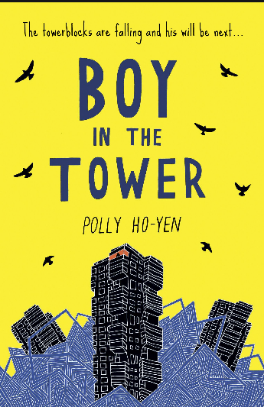 The towerblocks are falling and his will be next...
BOY
IN THE
TOWER
POLLY HO-YEN